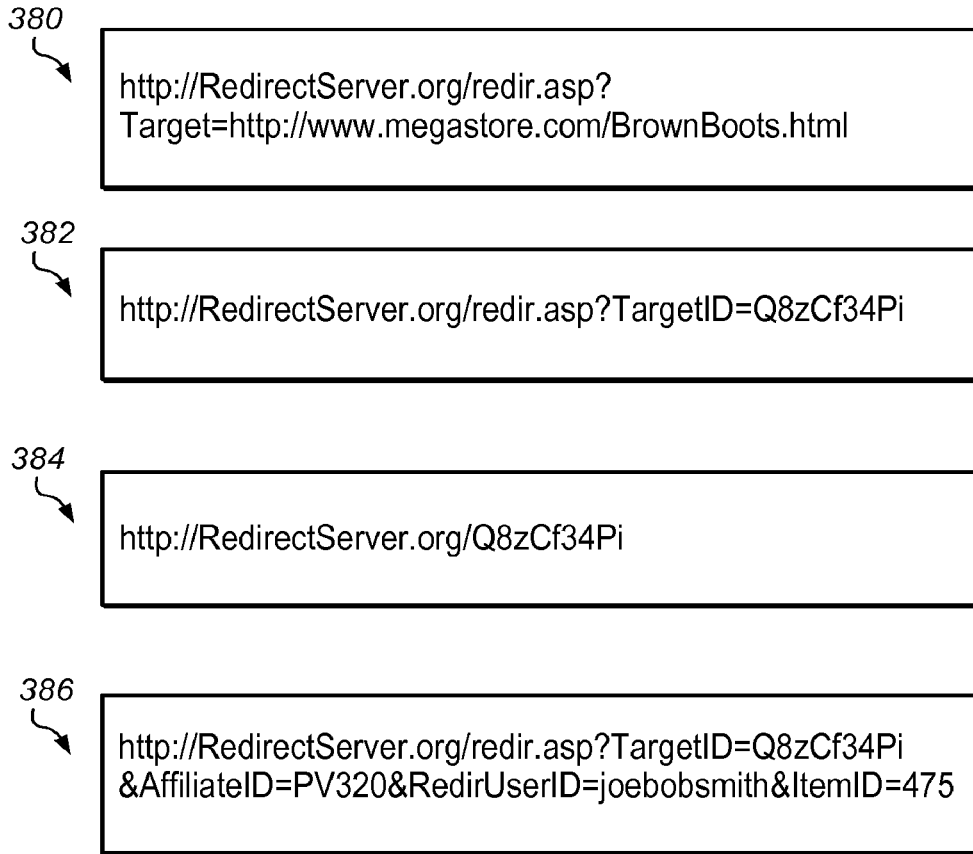 380
http://RedirectServer.org/redir.asp?
Target=http://www.megastore.com/BrownBoots.html
382
http://RedirectServer.org/redir.asp?TargetID=Q8zCf34Pi
384
http://RedirectServer.org/Q8zCf34Pi
386
http://RedirectServer.org/redir.asp?TargetID=Q8zCf34Pi
&AffiliateID=PV320&RedirUserID=joebobsmith&ItemID=475